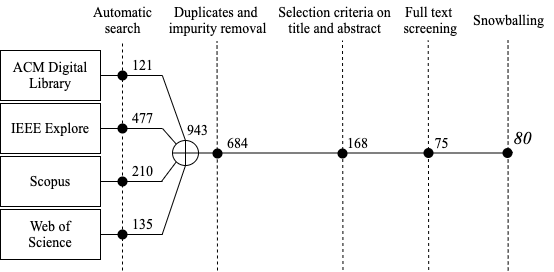 Automatic
search
Duplicates and
impurity removal
Selection criteria on
title and abstract
Full text
screening
Snowballing
ACM Digital
Library
121
IEEE Explore
477
943
684
168
75
80
Scopus
210
Web of
Science
135